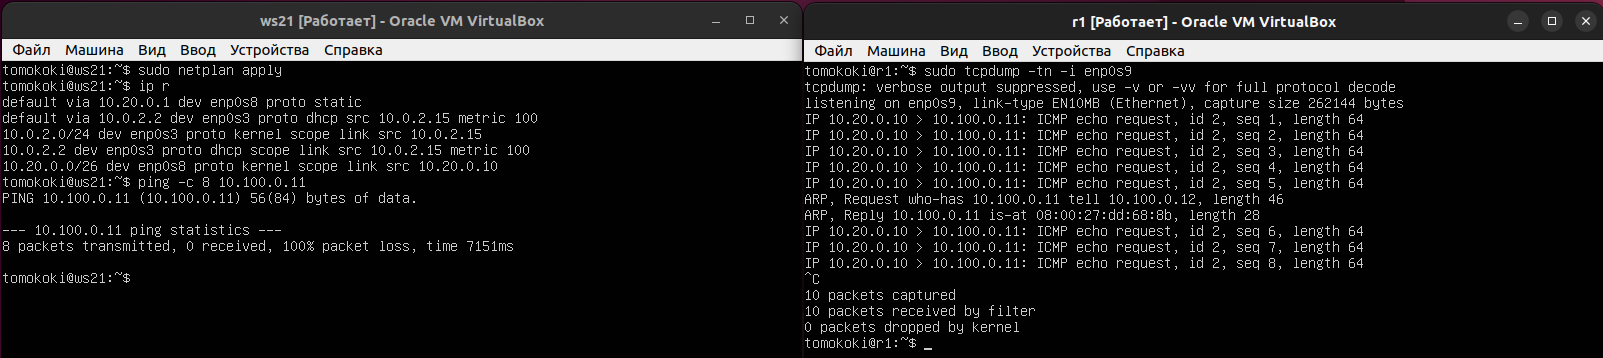 ws21 [Работает] - Oracle VM VirtualBox
Файл Машина Вид Ввод Устройства Справка
tomokoki@ws21:~$ sudo netplan apply
tomokoki@ws21:~$ ip r
default via 10.20.0.1 dev enp0s8 proto static
default via 10.0.2.2 dev enp0s3 proto dhcp src 10.0.2.15 metric 100
10.0.2.0/24 dev enp0s3 proto kernel scope link src 10.0.2.15
10.0.2.2 dev enp0s3 proto dhcp scope link src 10.0.2.15 metric 100
10.20.0.0/26 dev enp0s8 proto kernel scope link src 10.20.0.10
tomokoki@ws21:~$ ping -c 8 10.100.0.11
PING 10.100.0.11 (10.100.0.11) 56(84) bytes of data.
--- 10.100.0.11 ping statistics ---
8 packets transmitted, 0 received, 100% packet loss, time 7151ms
tomokoki@ws21:~$
r1 [Работает] - Oracle VM VirtualBox
Файл Машина Вид Ввод Устройства Справка
tomokoki@r1:~$ sudo tcpdump -tn -i enp0s9
tcpdump: verbose output suppressed, use -v or -vv for full protocol decode
listening on enp0s9, link-type EN10MB (Ethernet), capture size 262144 bytes
IP 10.20.0.10 > 10.100.0.11: ICMP echo request, id 2, seq 1, length 64
IP 10.20.0.10 > 10.100.0.11: ICMP echo request, id 2, seq 2, length 64
IP 10.20.0.10 > 10.100.0.11: ICMP echo request, id 2, seq 3, length 64
IP 10.20.0.10 > 10.100.0.11: ICMP echo request, id 2, seq 4, length 64
IP 10.20.0.10 > 10.100.0.11: ICMP echo request, id 2, seq 5, length 64
ARP, Request who-has 10.100.0.11 tell 10.100.0.12, length 46
ARP, Reply 10.100.0.11 is-at 08:00:27:dd:68:8b, length 28
IP 10.20.0.10 > 10.100.0.11: ICMP echo request, id 2, seq 6, length 64
IP 10.20.0.10 > 10.100.0.11: ICMP echo request, id 2, seq 7, length 64
IP 10.20.0.10 > 10.100.0.11: ICMP echo request, id 2, seq 8, length 64
^C
10 packets captured
10 packets received by filter
0 packets dropped by kernel
tomokoki@r1:~$ _